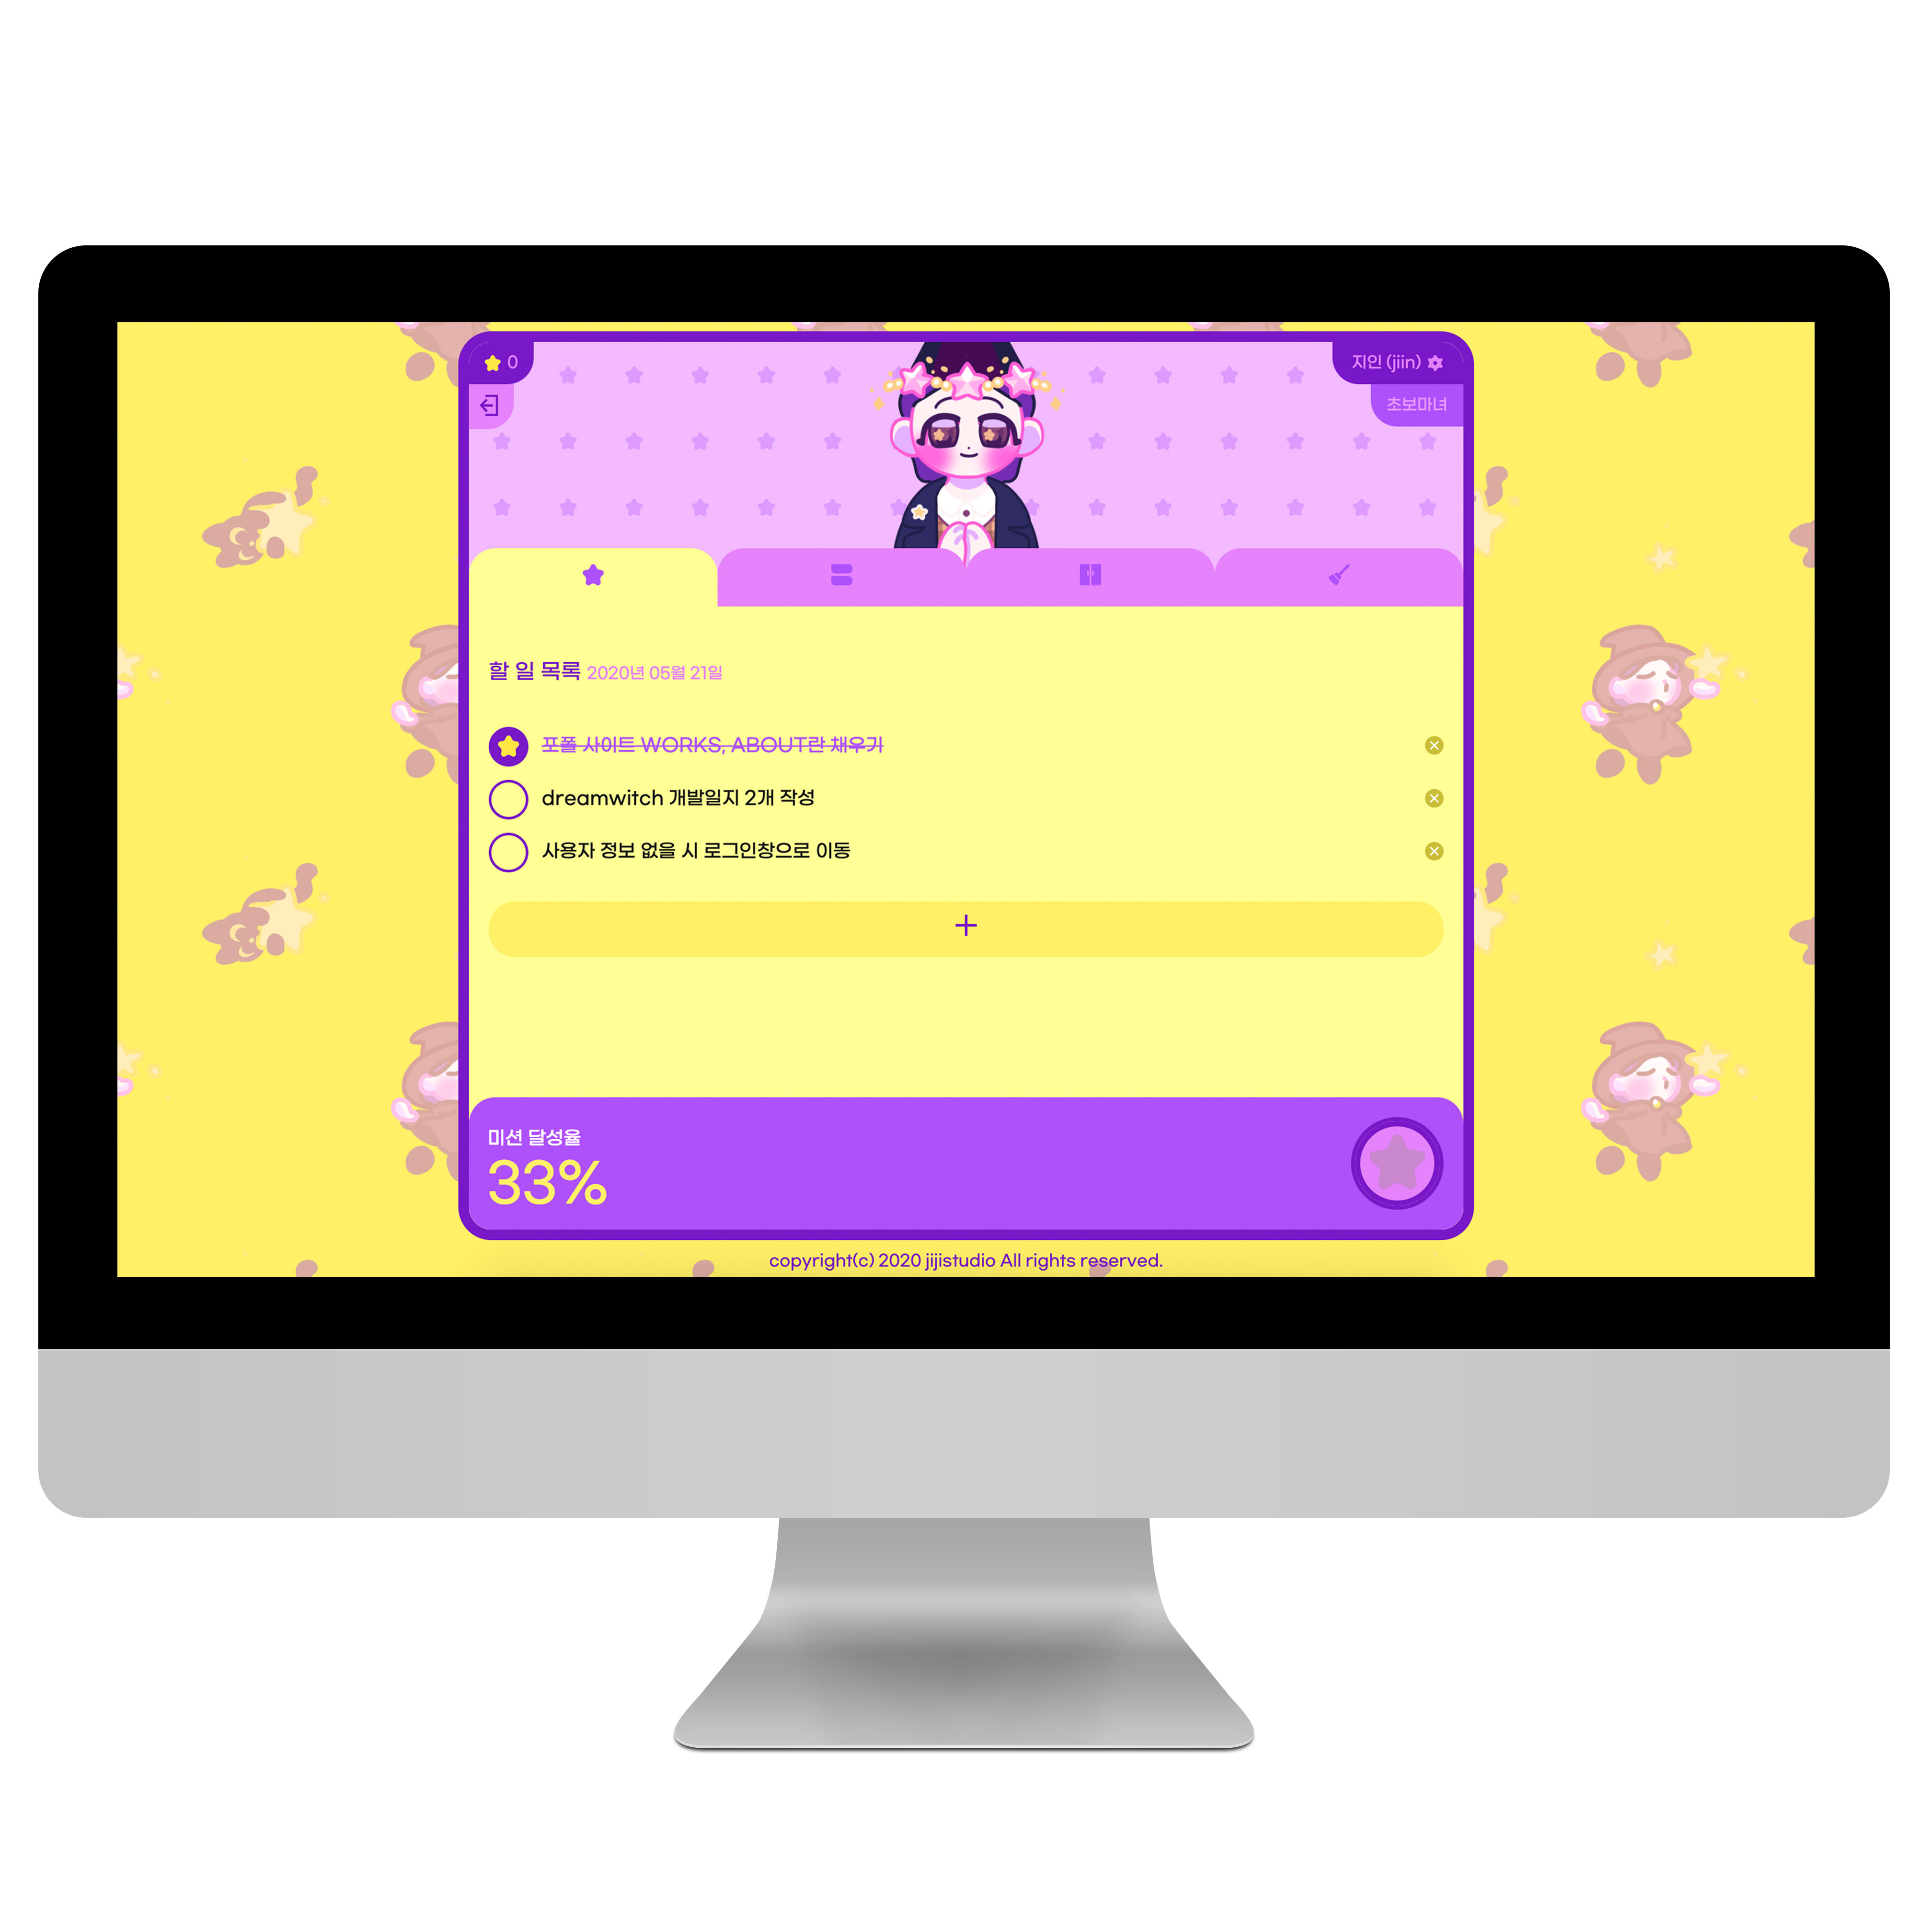 0
지인 (jiin)
초보마녀
할 일 목록 2020년 05월 21일
포폴 사이트 WORKS, ABOUT란 채우기
dreamwitch 개발일지 2개 작성
사용자 정보 없을 시 로그인창으로 이동
+
미션 달성율
33%
copyright(c) 2020 jijistudio All rights reserved.